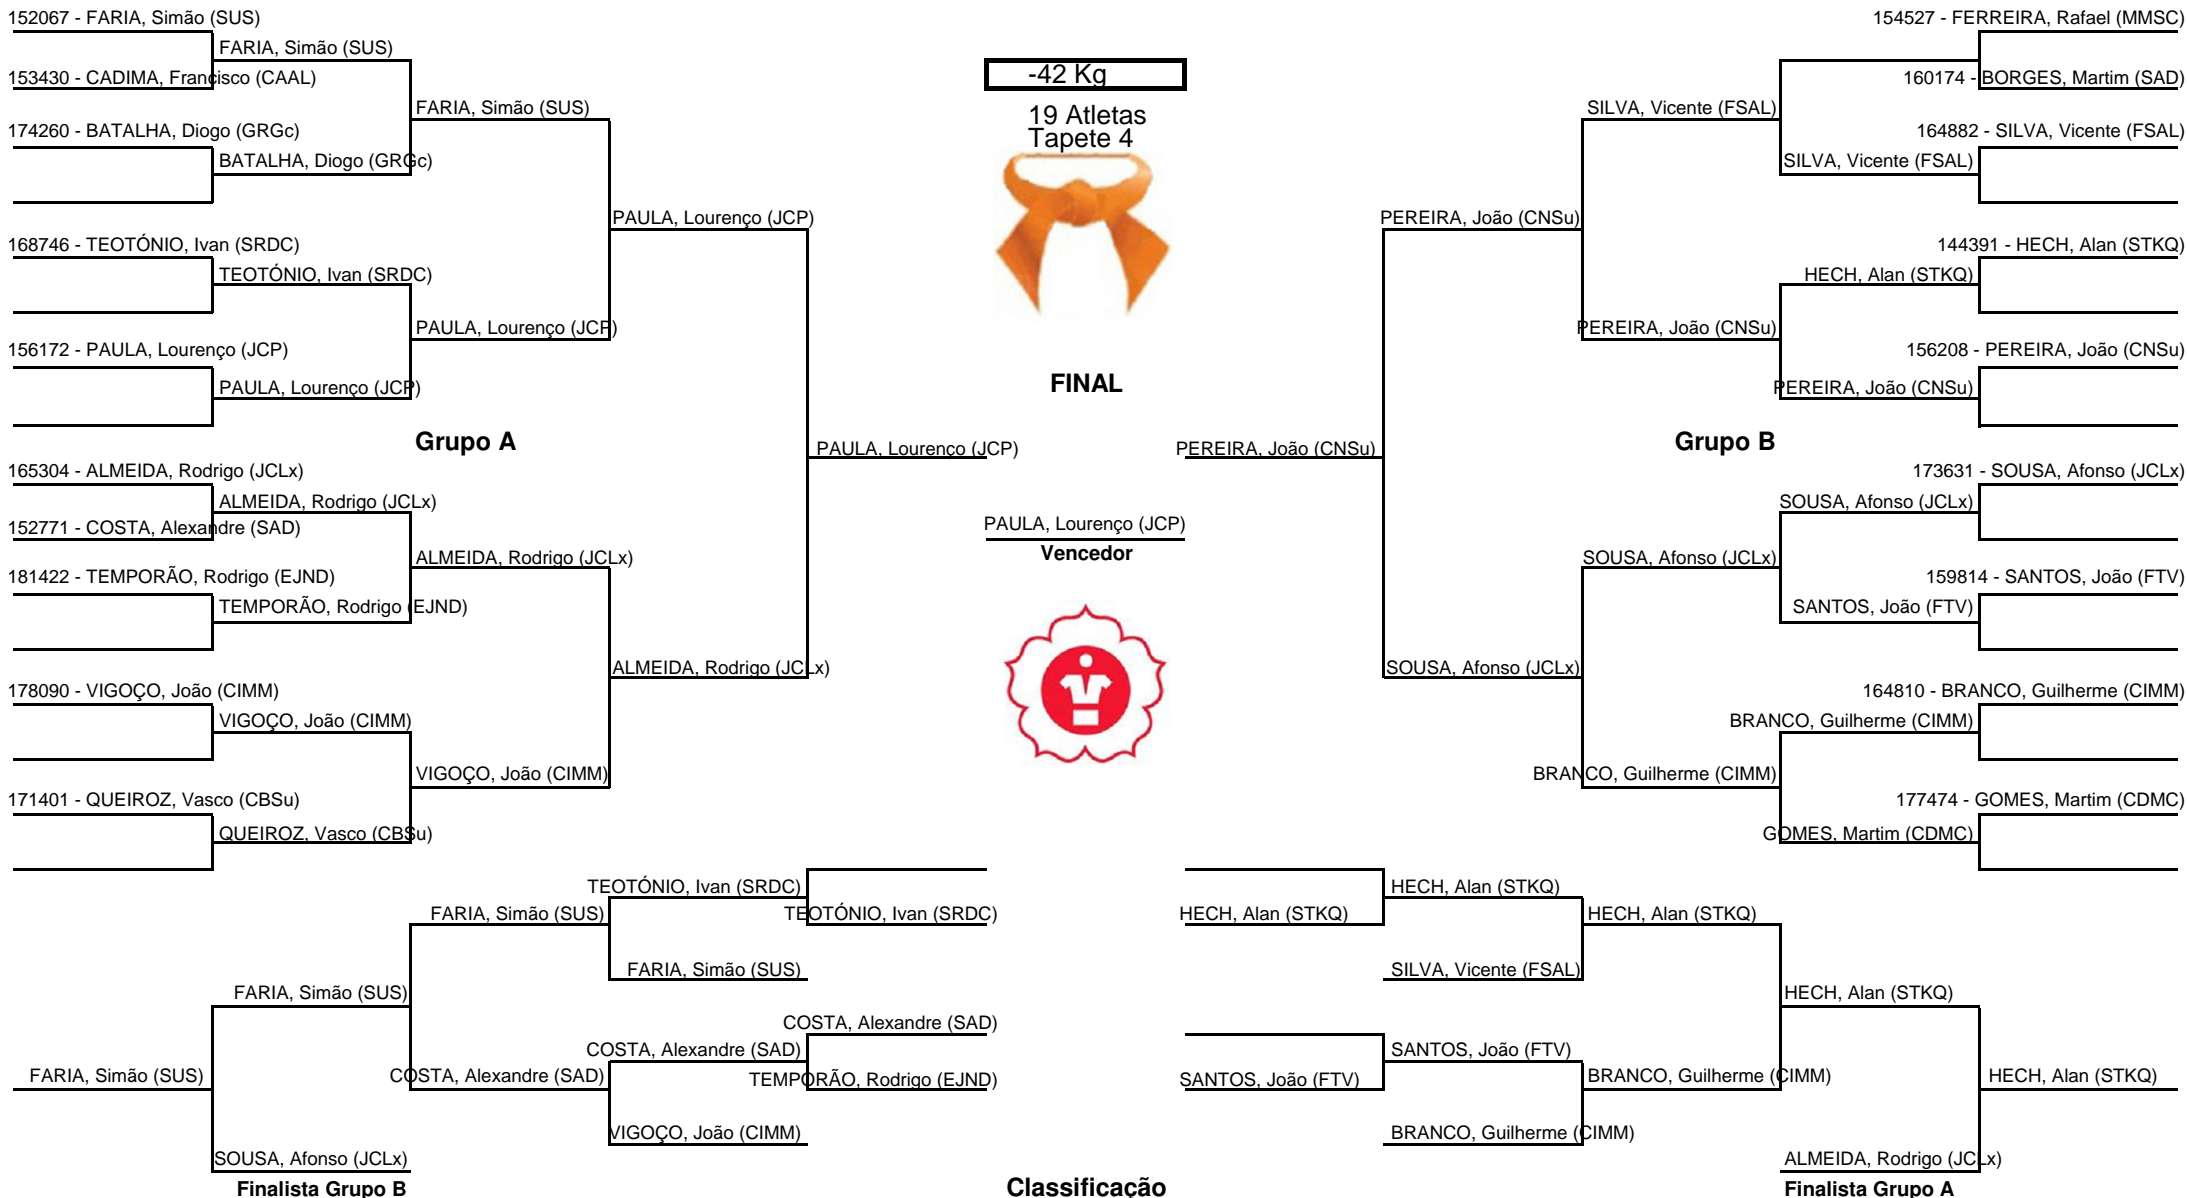 152067 - FARIA, Simão (SUS)
FARIA, Simão (SUS)
153430 - CADIMA, Francisco (CAAL)
FARIA, Simão (SUS)
174260 - BATALHA, Diogo (GRGc)
BATALHA, Diogo (GRGc)
PAULA, Lourenço (JCP)
168746 - TEOTÓNIO, Ivan (SRDC)
TEOTÓNIO, Ivan (SRDC)
PAULA, Lourenço (JCP)
156172 - PAULA, Lourenço (JCP)
PAULA, Lourenço (JCP)
Grupo A
PAULA, Lourenço (JCP)
165304 - ALMEIDA, Rodrigo (JCLx)
ALMEIDA, Rodrigo (JCLx)
152771 - COSTA, Alexandre (SAD)
ALMEIDA, Rodrigo (JCLx)
181422 - TEMPORÃO, Rodrigo (EJND)
TEMPORÃO, Rodrigo (EJND)
ALMEIDA, Rodrigo (JCLx)
178090 - VIGOÇO, João (CIMM)
VIGOÇO, João (CIMM)
VIGOÇO, João (CIMM)
171401 - QUEIROZ, Vasco (CBSu)
QUEIROZ, Vasco (CBSu)
-42 Kg
19 Atletas
Tapete 4
FINAL
PAULA, Lourenço (JCP)
Vencedor
154527 - FERREIRA, Rafael (MMSC)
160174 - BORGES, Martim (SAD)
SILVA, Vicente (FSAL)
164882 - SILVA, Vicente (FSAL)
SILVA, Vicente (FSAL)
PEREIRA, João (CNSu)
144391 - HECH, Alan (STKQ)
HECH, Alan (STKQ)
PEREIRA, João (CNSu)
156208 - PEREIRA, João (CNSu)
PEREIRA, João (CNSu)
Grupo B
PEREIRA, João (CNSu)
173631 - SOUSA, Afonso (JCLx)
SOUSA, Afonso (JCLx)
SOUSA, Afonso (JCLx)
159814 - SANTOS, João (FTV)
SANTOS, João (FTV)
SOUSA, Afonso (JCLx)
164810 - BRANCO, Guilherme (CIMM)
BRANCO, Guilherme (CIMM)
BRANCO, Guilherme (CIMM)
177474 - GOMES, Martim (CDMC)
GOMES, Martim (CDMC)
TEOTÓNIO, Ivan (SRDC)
FARIA, Simão (SUS)
TEOTÓNIO, Ivan (SRDC)
FARIA, Simão (SUS)
FARIA, Simão (SUS)
COSTA, Alexandre (SAD)
COSTA, Alexandre (SAD)
FARIA, Simão (SUS)
COSTA, Alexandre (SAD)
TEMPORÃO, Rodrigo (EJND)
VIGOÇO, João (CIMM)
SOUSA, Afonso (JCLx)
Finalista Grupo B
HECH, Alan (STKQ)
HECH, Alan (STKQ)
HECH, Alan (STKQ)
SILVA, Vicente (FSAL)
HECH, Alan (STKQ)
SANTOS, João (FTV)
SANTOS, João (FTV)
BRANCO, Guilherme (CIMM)
HECH, Alan (STKQ)
BRANCO, Guilherme (CIMM)
ALMEIDA, Rodrigo (JCLx)
Finalista Grupo A
Classificação